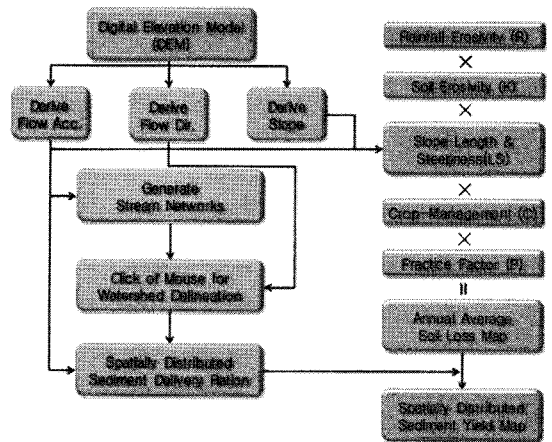 Digital Elevation Model
(DEM)
Derive
Flow Acc.
Derive
Flow Dir.
Derive
Slope
Generate
Stream Networks
Click of Mouse for
Watershed Delineation
Spatially Distributed
Sediment Delivery Ration
Rainfall Erosivity (R)
×
Soil Erosivity (K)
×
Slope Length &
Steepness(LS)
×
Crop Management (C)
×
Practice Factor (P)
=
Annual Average
Soil Loss Map
Spatially Distributed
Sediment Yield Map